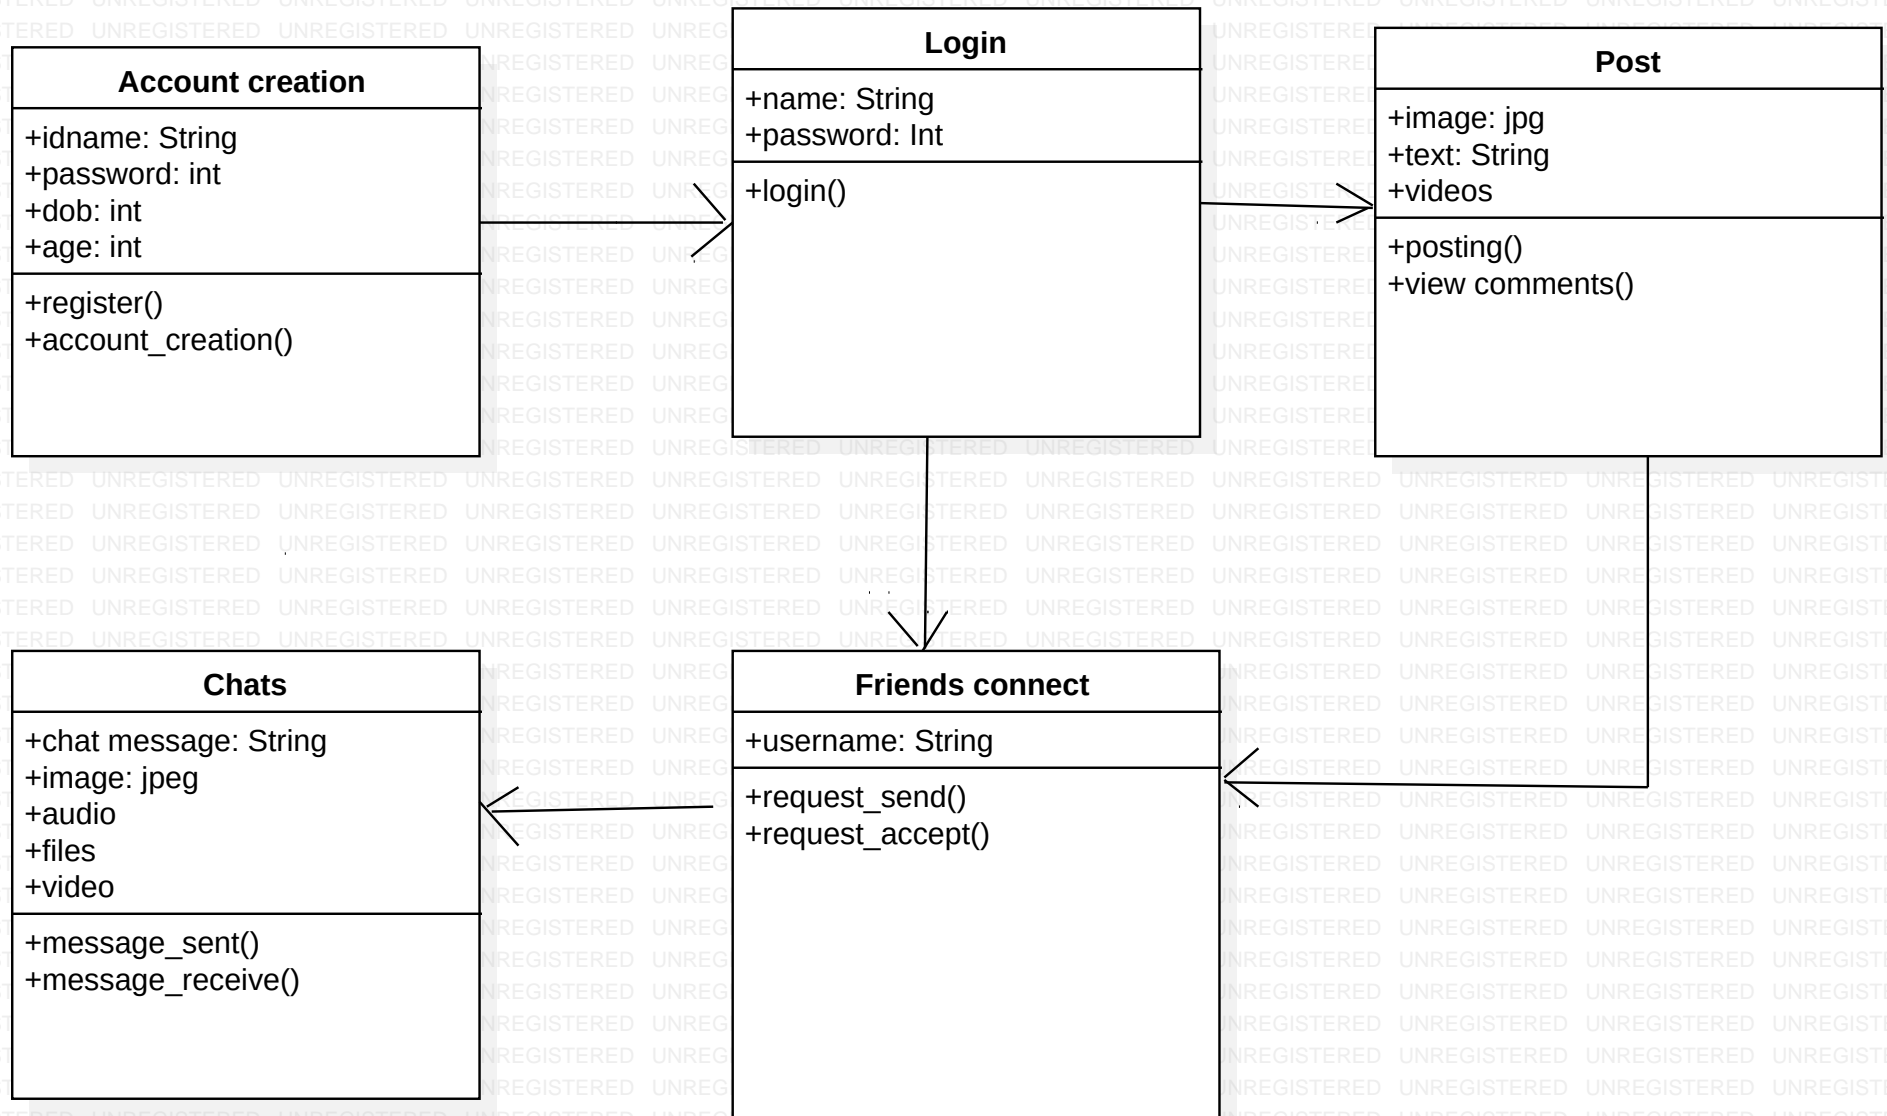 Account creation
+idname: String
+password: int
+dob: int
+age: int
+register()
+account_creation()
Login
+name: String
+password: Int
+login()
Post
+image: jpg
+text: String
+videos
+posting()
+view comments()
Chats
+chat message: String
+image: jpeg
+audio
+files
+video
+message_sent()
+message_receive()
Friends connect
+username: String
+request_send()
+request_accept()
UNREGISTERED